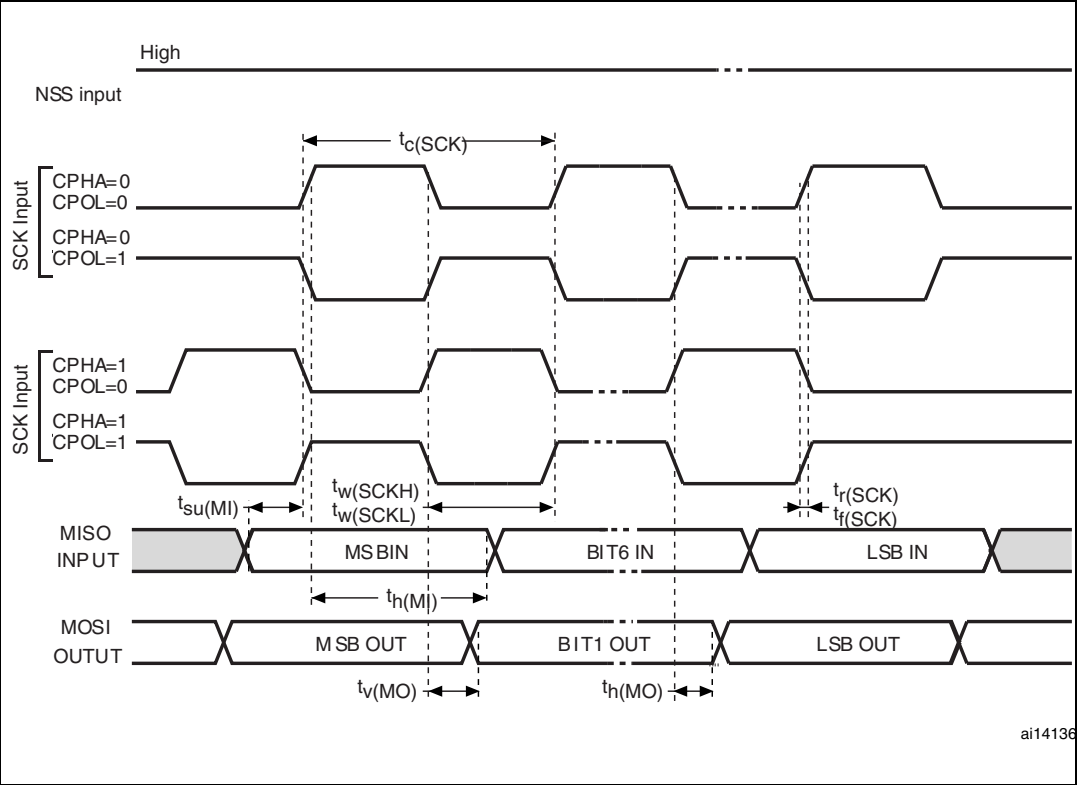 High
NSS input
tc(SCK)
SCK Input
CPHA=0
CPOL=0
CPHA=0
CPOL=1
SCK Input
CPHA=1
CPOL=0
CPHA=1
CPOL=1
tsu(MI)
tw(SCKH)
tw(SCKL)
tr(SCK)
tf(SCK)
MISO
INPUT
MSBIN
BIT6 IN
LSB IN
th(MI)
MOSI
OUTUT
MSB OUT
BIT1 OUT
LSB OUT
tv(MO)
th(MO)
ai14136